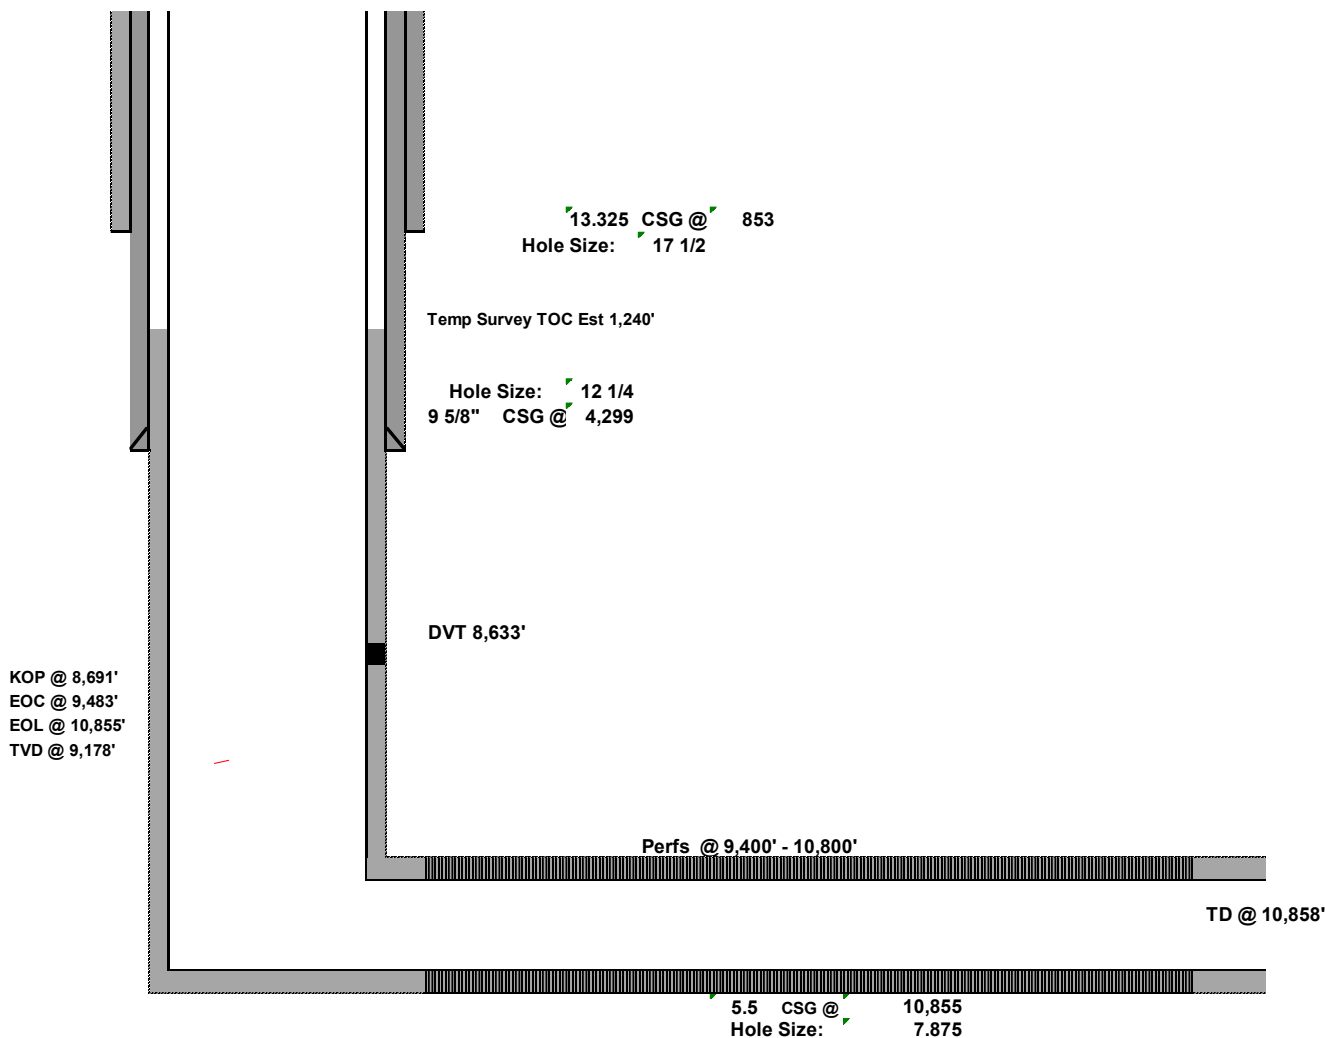 13.325 CSG @ 853
Hole Size: 17 1/2
Temp Survey TOC Est 1,240'
Hole Size: 12 1/4
9 5/8" CSG @ 4,299
DVT 8,633'
KOP @ 8,691'
EOC @ 9,483'
EOL @ 10,855'
TVD @ 9,178'
Perfs @ 9,400' - 10,800'
TD @ 10,858'
5.5 CSG @ 10,855
Hole Size: 7.875